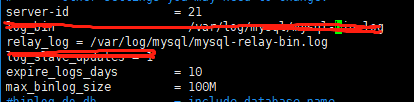 server-id = 21
log_bin = /var/log/mysql/mysql-bin.log
relay_log = /var/log/mysql/mysql-relay-bin.log
log_slave_updates = 1
expire_logs_days = 10
max_binlog_size = 100M
#binlog_do_db = include_database_name